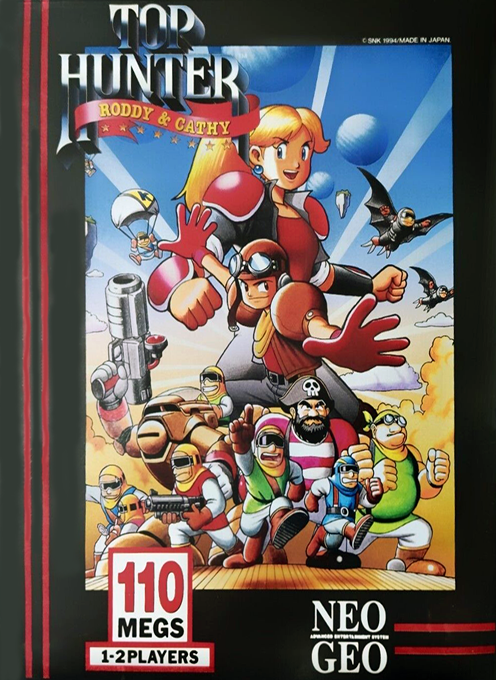 TOP
HUNTER
RODDY & CATHY
© SNK 1994/MADE IN JAPAN
110
MEGS
1-2 PLAYERS
NEO
ADVANCED ENTERTAINMENT SYSTEM
GEO